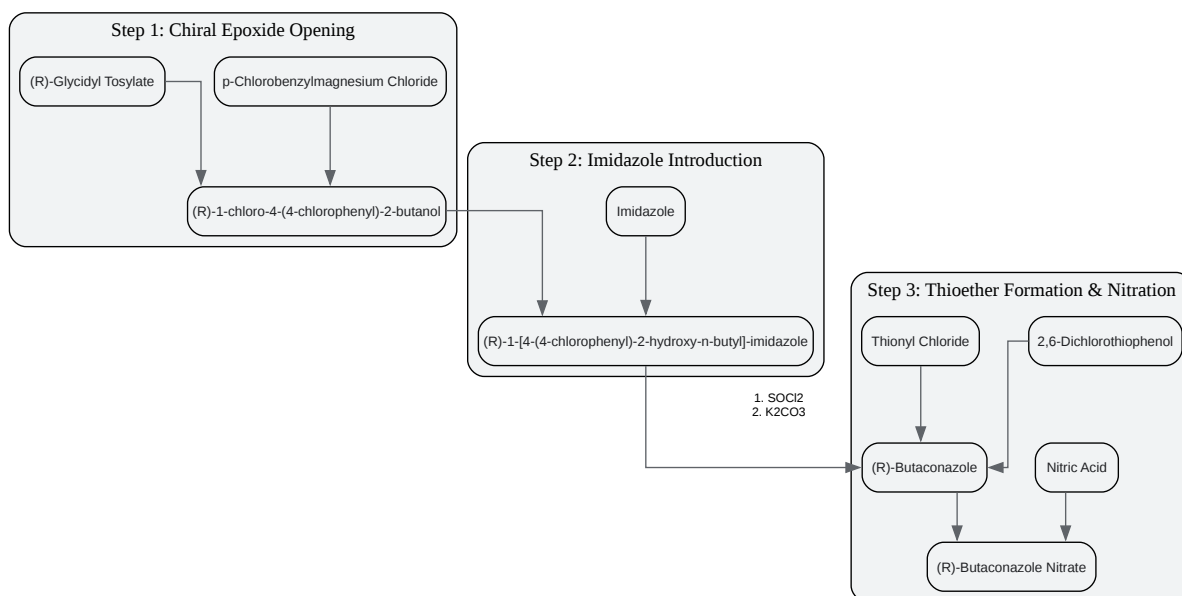 Step 1: Chiral Epoxide Opening
(R)-Glycidyl Tosylate
p-Chlorobenzylmagnesium Chloride
(R)-1-chloro-4-(4-chlorophenyl)-2-butanol
Step 2: Imidazole Introduction
Imidazole
(R)-1-[4-(4-chlorophenyl)-2-hydroxy-n-butyl]-imidazole
1. SOCl2
2. K2CO3
Step 3: Thioether Formation & Nitration
Thionyl Chloride
2,6-Dichlorothiophenol
(R)-Butaconazole
Nitric Acid
(R)-Butaconazole Nitrate